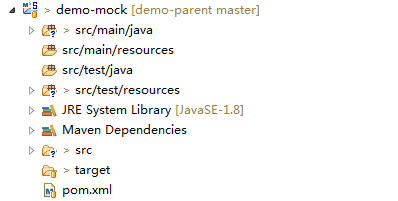 > demo-mock [demo-parent master]
> src/main/java
src/main/resources
src/test/java
> src/test/resources
JRE System Library [JavaSE-1.8]
Maven Dependencies
> src
> target
pom.xml